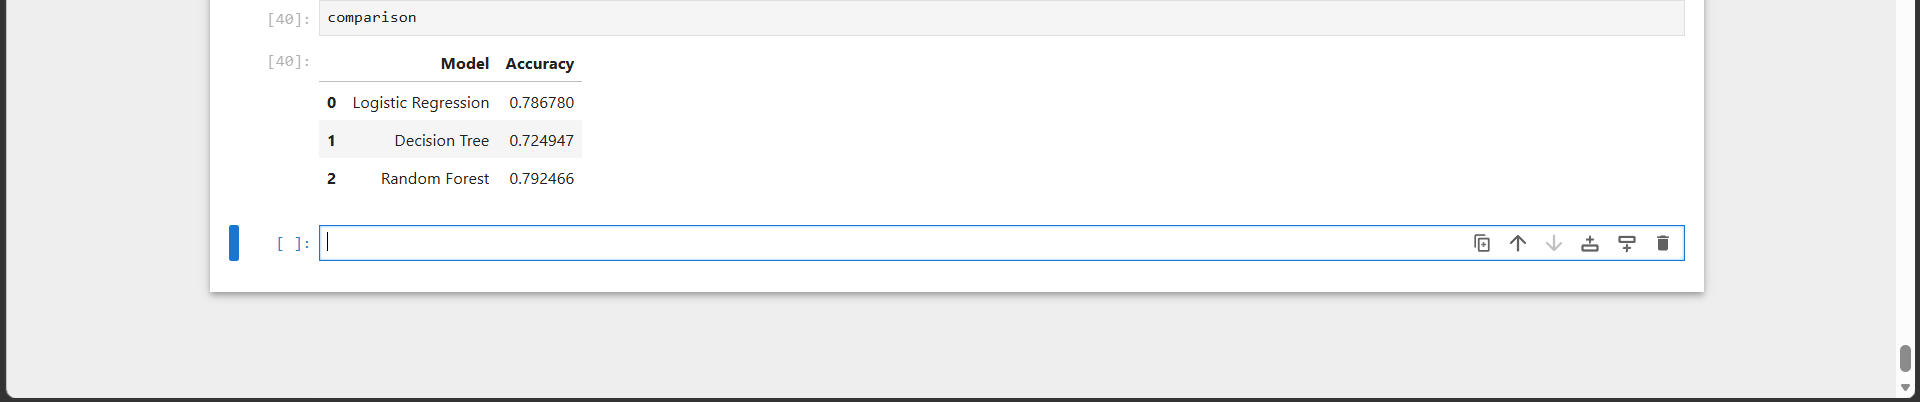 [40]: comparison
[40]: Model Accuracy
0 Logistic Regression 0.786780
1 Decision Tree 0.724947
2 Random Forest 0.792466
[ ]: